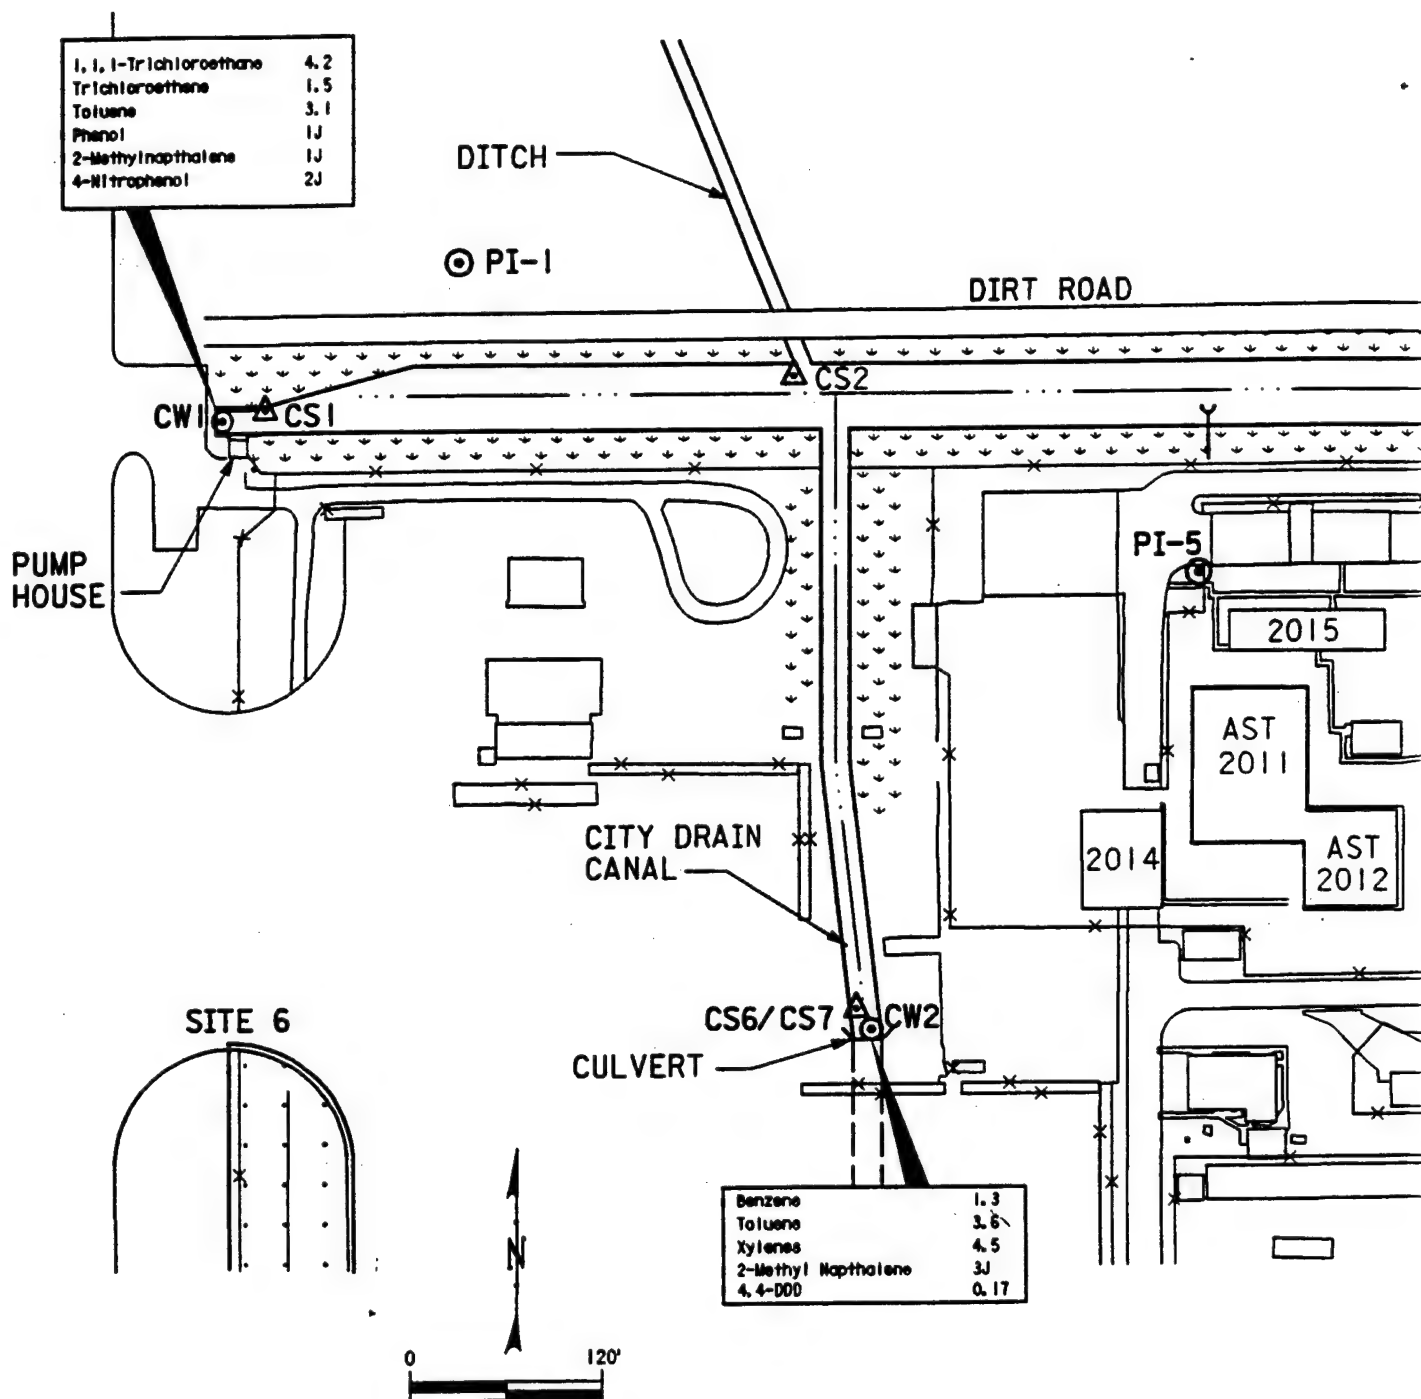 1,1,1-Trichloroethane 4.2
Trichloroethene 1.5
Toluene 3.1
Phenol 1J
2-Methylnapthalene 1J
4-Nitrophenol 2J
DITCH
PI-1
DIRT ROAD
CS2
CW1
CS1
PI-5
PUMP
HOUSE
2015
AST
2011
CITY DRAIN
CANAL
2014
AST
2012
SITE 6
CS6/CS7
CW2
CULVERT
Benzene 1.3
Toluene 3.6
Xylenes 4.5
2-Methyl Napthalene 3J
4,4-DDD 0.17
N
0 120'